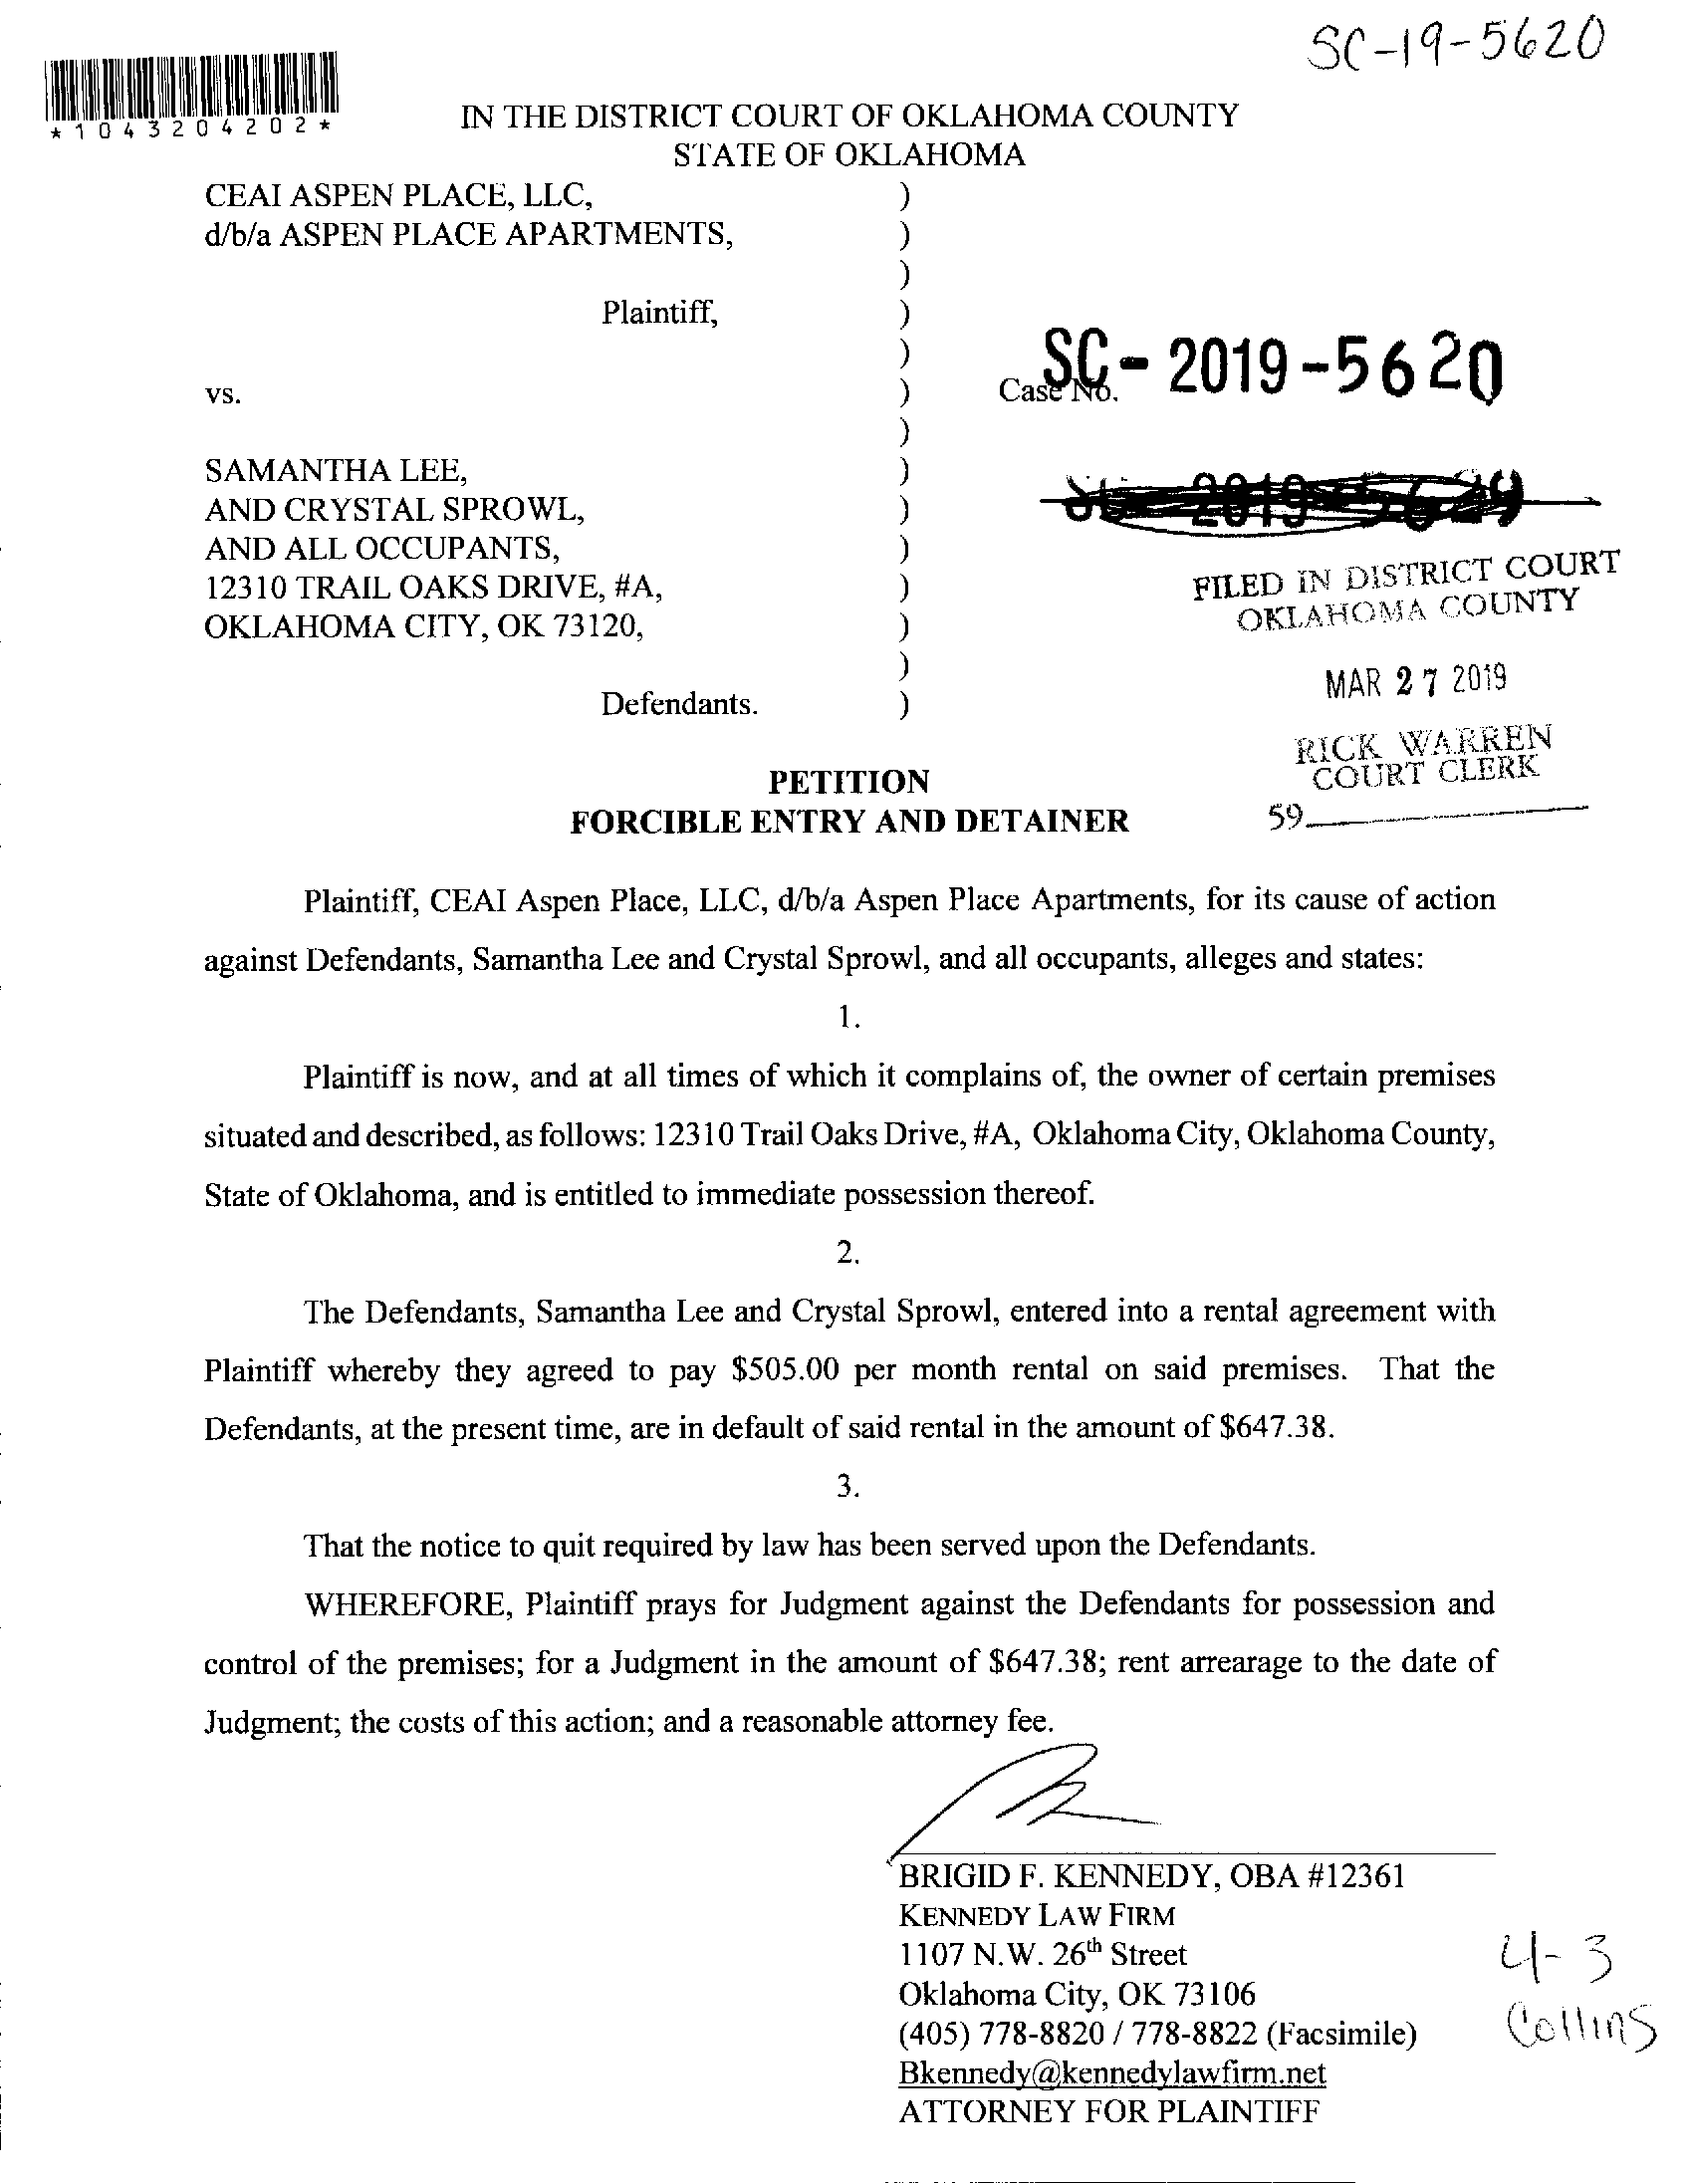 SC-19-5620
*1043204202*
IN THE DISTRICT COURT OF OKLAHOMA COUNTY
STATE OF OKLAHOMA
CEAI ASPEN PLACE, LLC, )
d/b/a ASPEN PLACE APARTMENTS, )
)
Plaintiff, )
)
vs. ) Case No. SC-2019-5620
)
SAMANTHA LEE, )
AND CRYSTAL SPROWL, )
AND ALL OCCUPANTS, )
12310 TRAIL OAKS DRIVE, #A, )
OKLAHOMA CITY, OK 73120, )
)
Defendants. )
FILED IN DISTRICT COURT
OKLAHOMA COUNTY
MAR 27 2019
RICK WARREN
COURT CLERK
59
PETITION
FORCIBLE ENTRY AND DETAINER
Plaintiff, CEAI Aspen Place, LLC, d/b/a Aspen Place Apartments, for its cause of action
against Defendants, Samantha Lee and Crystal Sprowl, and all occupants, alleges and states:
1.
Plaintiff is now, and at all times of which it complains of, the owner of certain premises
situated and described, as follows: 12310 Trail Oaks Drive, #A, Oklahoma City, Oklahoma County,
State of Oklahoma, and is entitled to immediate possession thereof.
2.
The Defendants, Samantha Lee and Crystal Sprowl, entered into a rental agreement with
Plaintiff whereby they agreed to pay $505.00 per month rental on said premises. That the
Defendants, at the present time, are in default of said rental in the amount of $647.38.
3.
That the notice to quit required by law has been served upon the Defendants.
WHEREFORE, Plaintiff prays for Judgment against the Defendants for possession and
control of the premises; for a Judgment in the amount of $647.38; rent arrearage to the date of
Judgment; the costs of this action; and a reasonable attorney fee.
BRIGID F. KENNEDY, OBA #12361
KENNEDY LAW FIRM
1107 N.W. 26th Street
Oklahoma City, OK 73106
(405) 778-8820 / 778-8822 (Facsimile)
Bkennedy@kennedylawfirm.net
ATTORNEY FOR PLAINTIFF
4-3
Collins